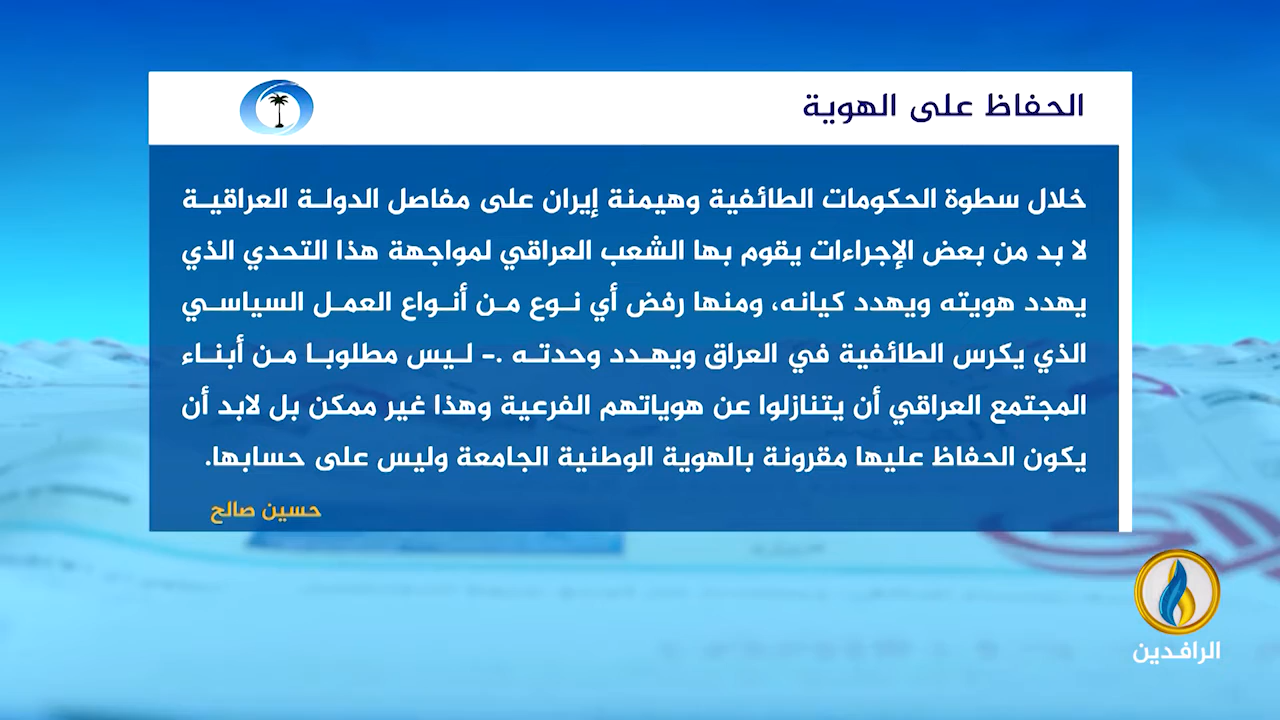 الحفاظ على الهوية
خلال سطوة الحكومات الطائفية وهيمنة إيران على مفاصل الدولة العراقية
لا بد من بعض الإجراءات يقوم بها الشعب العراقي لمواجهة هذا التحدي الذي
يهدد هويته ويهدد كيانه، ومنها رفض أي نوع من أنواع العمل السياسي
الذي يكرس الطائفية في العراق ويهدد وحدته .- ليس مطلوبا من أبناء
المجتمع العراقي أن يتنازلوا عن هوياتهم الفرعية وهذا غير ممكن بل لابد أن
يكون الحفاظ عليها مقرونة بالهوية الوطنية الجامعة وليس على حسابها.
حسين صالح
الرافدين